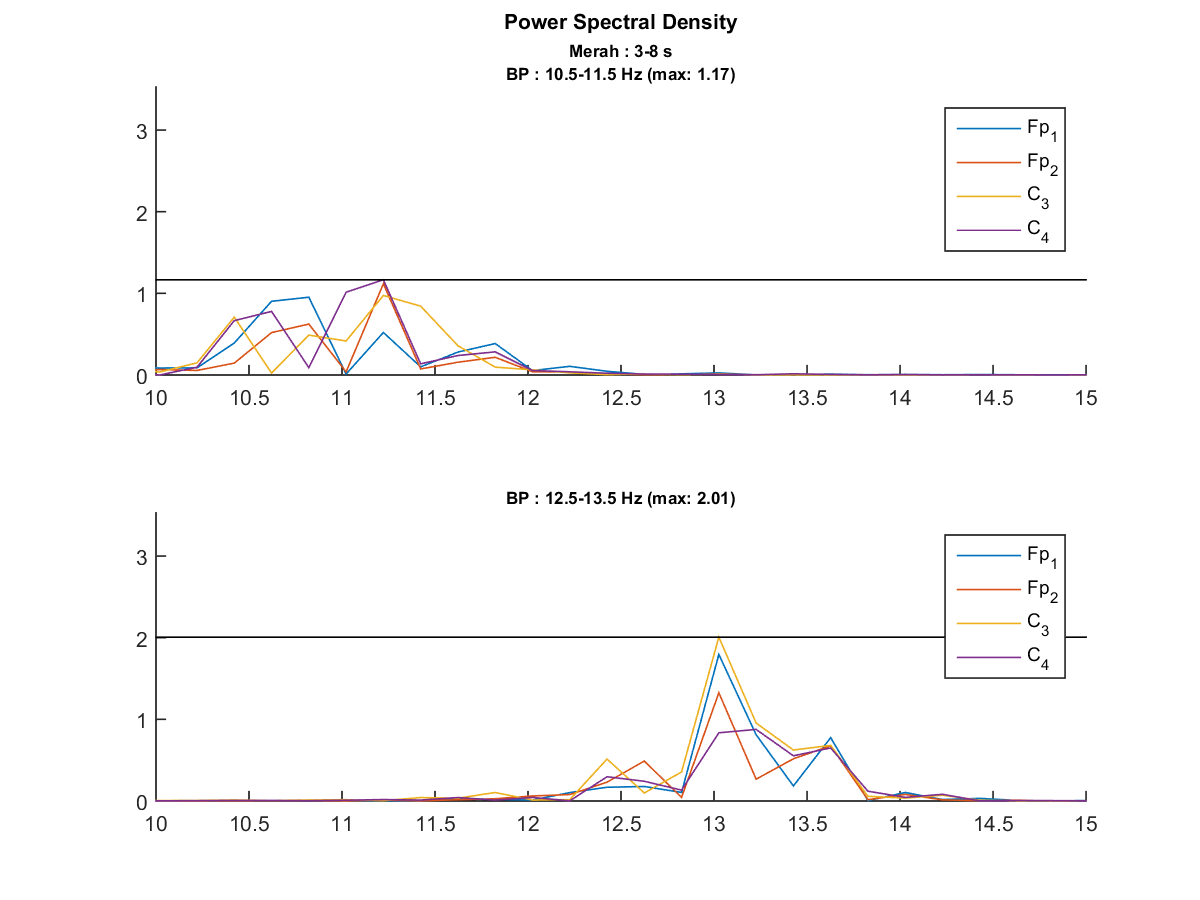 Power Spectral Density
Merah : 3-8 s
BP : 10.5-11.5 Hz (max: 1.17)
3
2
1
0
10 10.5 11 11.5 12 12.5 13 13.5 14 14.5 15
Fp1
Fp2
C3
C4
BP : 12.5-13.5 Hz (max: 2.01)
3
2
1
0
10 10.5 11 11.5 12 12.5 13 13.5 14 14.5 15
Fp1
Fp2
C3
C4